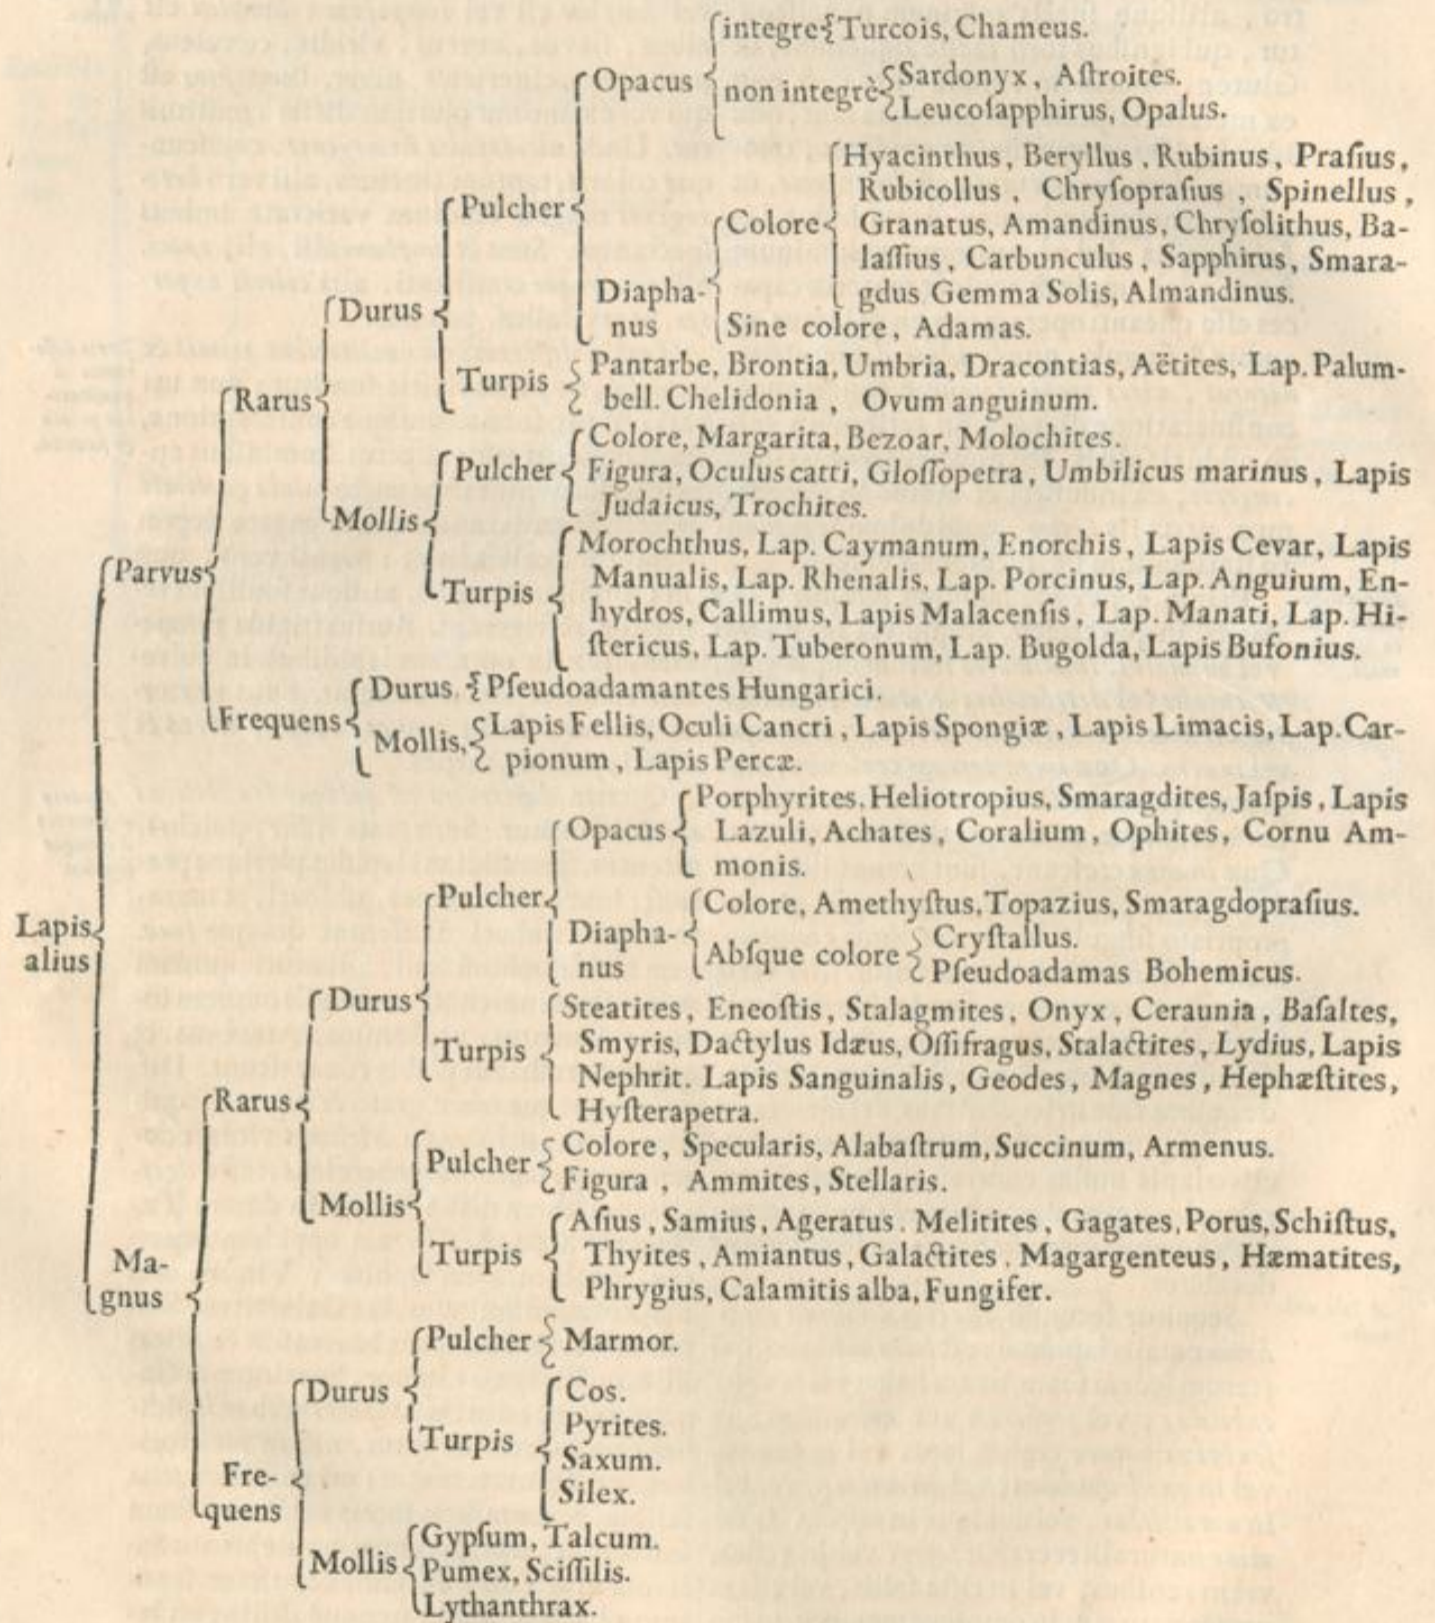 integre { Turcois, Chameus.
Opacus
non integrè { Sardonyx, Aſtroites.
Leucoſapphirus, Opalus.
Pulcher
Hyacinthus, Beryllus, Rubinus, Praſius,
Rubicollus, Chryſopraſius, Spinellus,
Colore { Granatus, Amandinus, Chryſolithus, Ba-
laſſius, Carbunculus, Sapphirus, Smara-
Diapha-
gdus Gemma Solis, Almandinus.
nus
Sine colore, Adamas.
Durus
Turpis { Pantarbe, Brontia, Umbria, Dracontias, Aëtites, Lap. Palum-
bell. Chelidonia, Ovum anguinum.
Rarus
Colore, Margarita, Bezoar, Molochites.
Pulcher { Figura, Oculus catti, Gloſſopetra, Umbilicus marinus, Lapis
Judaicus, Trochites.
Mollis
Morochthus, Lap. Caymanum, Enorchis, Lapis Cevar, Lapis
Manualis, Lap. Rhenalis, Lap. Porcinus, Lap. Anguium, En-
Turpis { hydros, Callimus, Lapis Malacenſis, Lap. Manati, Lap. Hi-
ſtericus, Lap. Tuberonum, Lap. Bugolda, Lapis Bufonius.
Parvus
Durus { Pſeudoadamantes Hungarici.
Frequens
Mollis, { Lapis Fellis, Oculi Cancri, Lapis Spongiæ, Lapis Limacis, Lap. Car-
pionum, Lapis Percæ.
Lapis
alius
Porphyrites. Heliotropius, Smaragdites, Jaſpis, Lapis
Opacus { Lazuli, Achates, Coralium, Ophites, Cornu Am-
monis.
Pulcher
Colore, Amethyſtus, Topazius, Smaragdopraſius.
Diapha-
nus
Abſque colore { Cryſtallus.
Pſeudoadamas Bohemicus.
Durus
Steatites, Eneoſtis, Stalagmites, Onyx, Ceraunia, Baſaltes,
Turpis { Smyris, Dactylus Idæus, Oſſifragus, Stalactites, Lydius, Lapis
Nephrit. Lapis Sanguinalis, Geodes, Magnes, Hephæſtites,
Hyſterapetra.
Rarus
Pulcher { Colore, Specularis, Alabaſtrum, Succinum, Armenus.
Figura, Ammites, Stellaris.
Mollis
Aſius, Samius, Ageratus. Melitites, Gagates, Porus, Schiſtus,
Turpis { Thyites, Amiantus, Galactites. Magargenteus, Hæmatites,
Phrygius, Calamitis alba, Fungifer.
Ma-
gnus
Pulcher { Marmor.
Durus
Turpis { Cos.
Pyrites.
Saxum.
Silex.
Fre-
quens
Mollis { Gypſum, Talcum.
Pumex, Sciſſilis.
Lythanthrax.